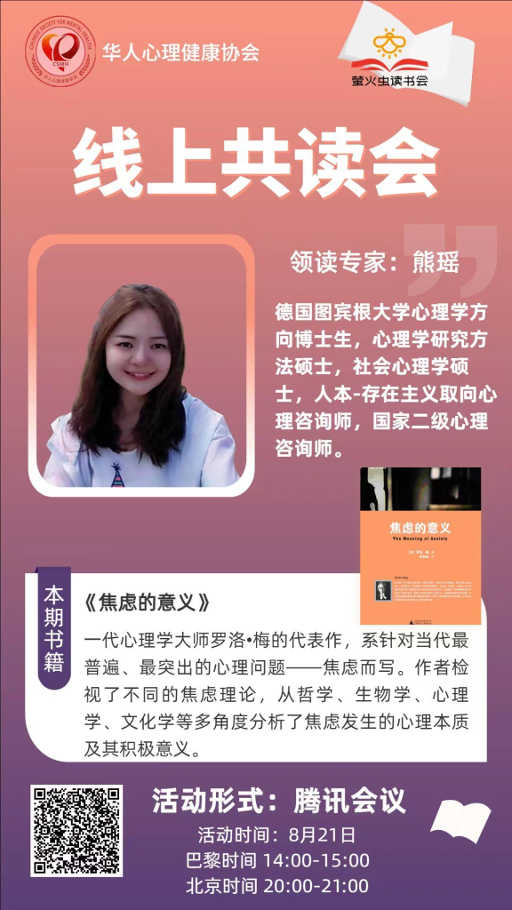 华人心理健康协会
萤火虫读书会
线上共读会
领读专家：熊瑶
德国图宾根大学心理学方
向博士生，心理学研究方
法硕士，社会心理学硕
士，人本-存在主义取向心
理咨询师，国家二级心理
咨询师。
焦虑的意义
The Meaning of Anxiety
本期书籍
《焦虑的意义》
一代心理学大师罗洛•梅的代表作，系针对当代最
普遍、最突出的心理问题——焦虑而写。作者检
视了不同的焦虑理论，从哲学、生物学、心理
学、文化学等多角度分析了焦虑发生的心理本质
及其积极意义。
活动形式：腾讯会议
活动时间：8月21日
巴黎时间 14:00-15:00
北京时间 20:00-21:00